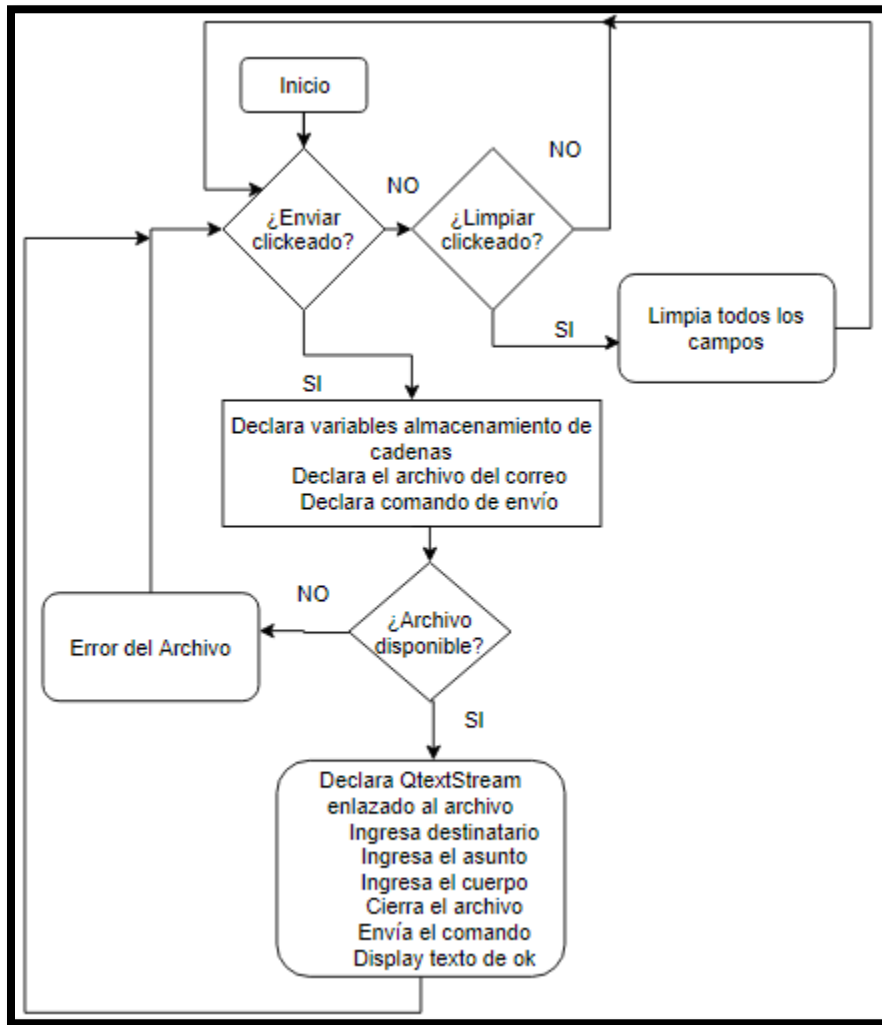 Inicio
¿Enviar
clickeado?
NO
¿Limpiar
clickeado?
NO
SI
Limpia todos los
campos
SI
Declara variables almacenamiento de
cadenas
Declara el archivo del correo
Declara comando de envío
¿Archivo
disponible?
NO
Error del Archivo
SI
Declara QtextStream
enlazado al archivo
Ingresa destinatario
Ingresa el asunto
Ingresa el cuerpo
Cierra el archivo
Envía el comando
Display texto de ok